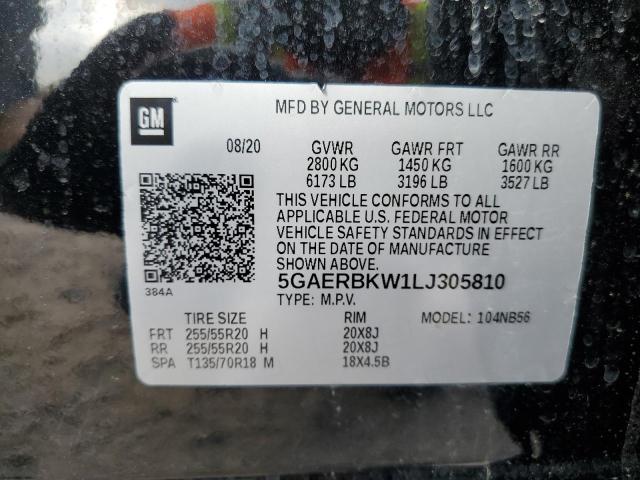 GM
MFD BY GENERAL MOTORS LLC
08/20 GVWR GAWR FRT GAWR RR
2800 KG 1450 KG 1600 KG
6173 LB 3196 LB 3527 LB
THIS VEHICLE CONFORMS TO ALL
APPLICABLE U.S. FEDERAL MOTOR
VEHICLE SAFETY STANDARDS IN EFFECT
ON THE DATE OF MANUFACTURE
SHOWN ABOVE.
384A
5GAERBKW1LJ305810
TYPE: M.P.V.
TIRE SIZE RIM MODEL: 104NB56
FRT 255/55R20 H 20X8J
RR 255/55R20 H 20X8J
SPA T135/70R18 M 18X4.5B